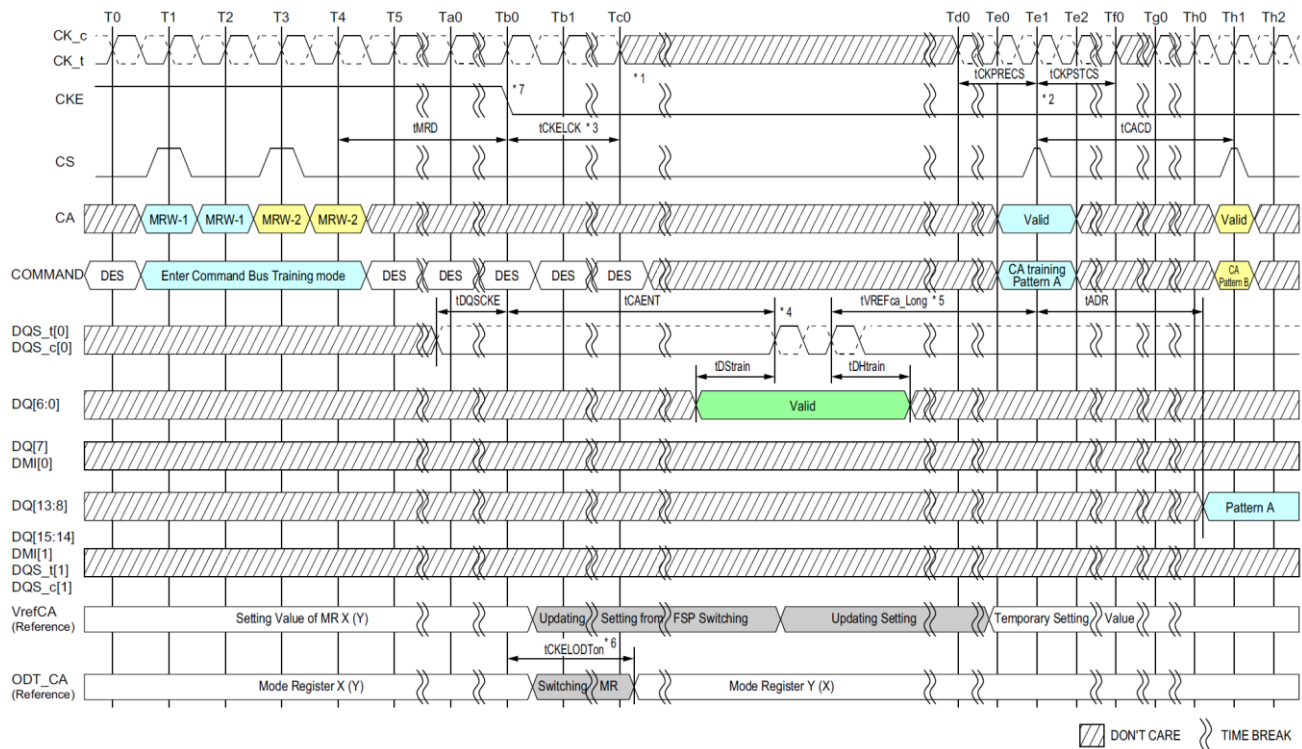 T0 T1 T2 T3 T4 T5 Ta0 Tb0 Tb1 Tc0 Td0 Te0 Te1 Te2 Tf0 Tg0 Th0 Th1 Th2
CK_c
CK_t
* 1
tCKPRECS tCKPSTCS
CKE
* 7
* 2
tMRD tCKELCK * 3 tCACD
CS
CA MRW-1 MRW-1 MRW-2 MRW-2 Valid Valid
COMMAND DES Enter Command Bus Training mode DES DES DES DES DES CA training Pattern A CA Pattern B
tDQSCKE tCAENT * 4 tVREFca_Long * 5 tADR
DQS_t[0]
DQS_c[0]
tDStrain tDHtrain
DQ[6:0] Valid
DQ[7]
DMI[0]
DQ[13:8] Pattern A
DQ[15:14]
DMI[1]
DQS_t[1]
DQS_c[1]
VrefCA
(Reference)
Setting Value of MR X (Y) Updating Setting from FSP Switching Updating Setting Temporary Setting Value
tCKELODTon * 6
ODT_CA
(Reference)
Mode Register X (Y) Switching MR Mode Register Y (X)
DON'T CARE TIME BREAK